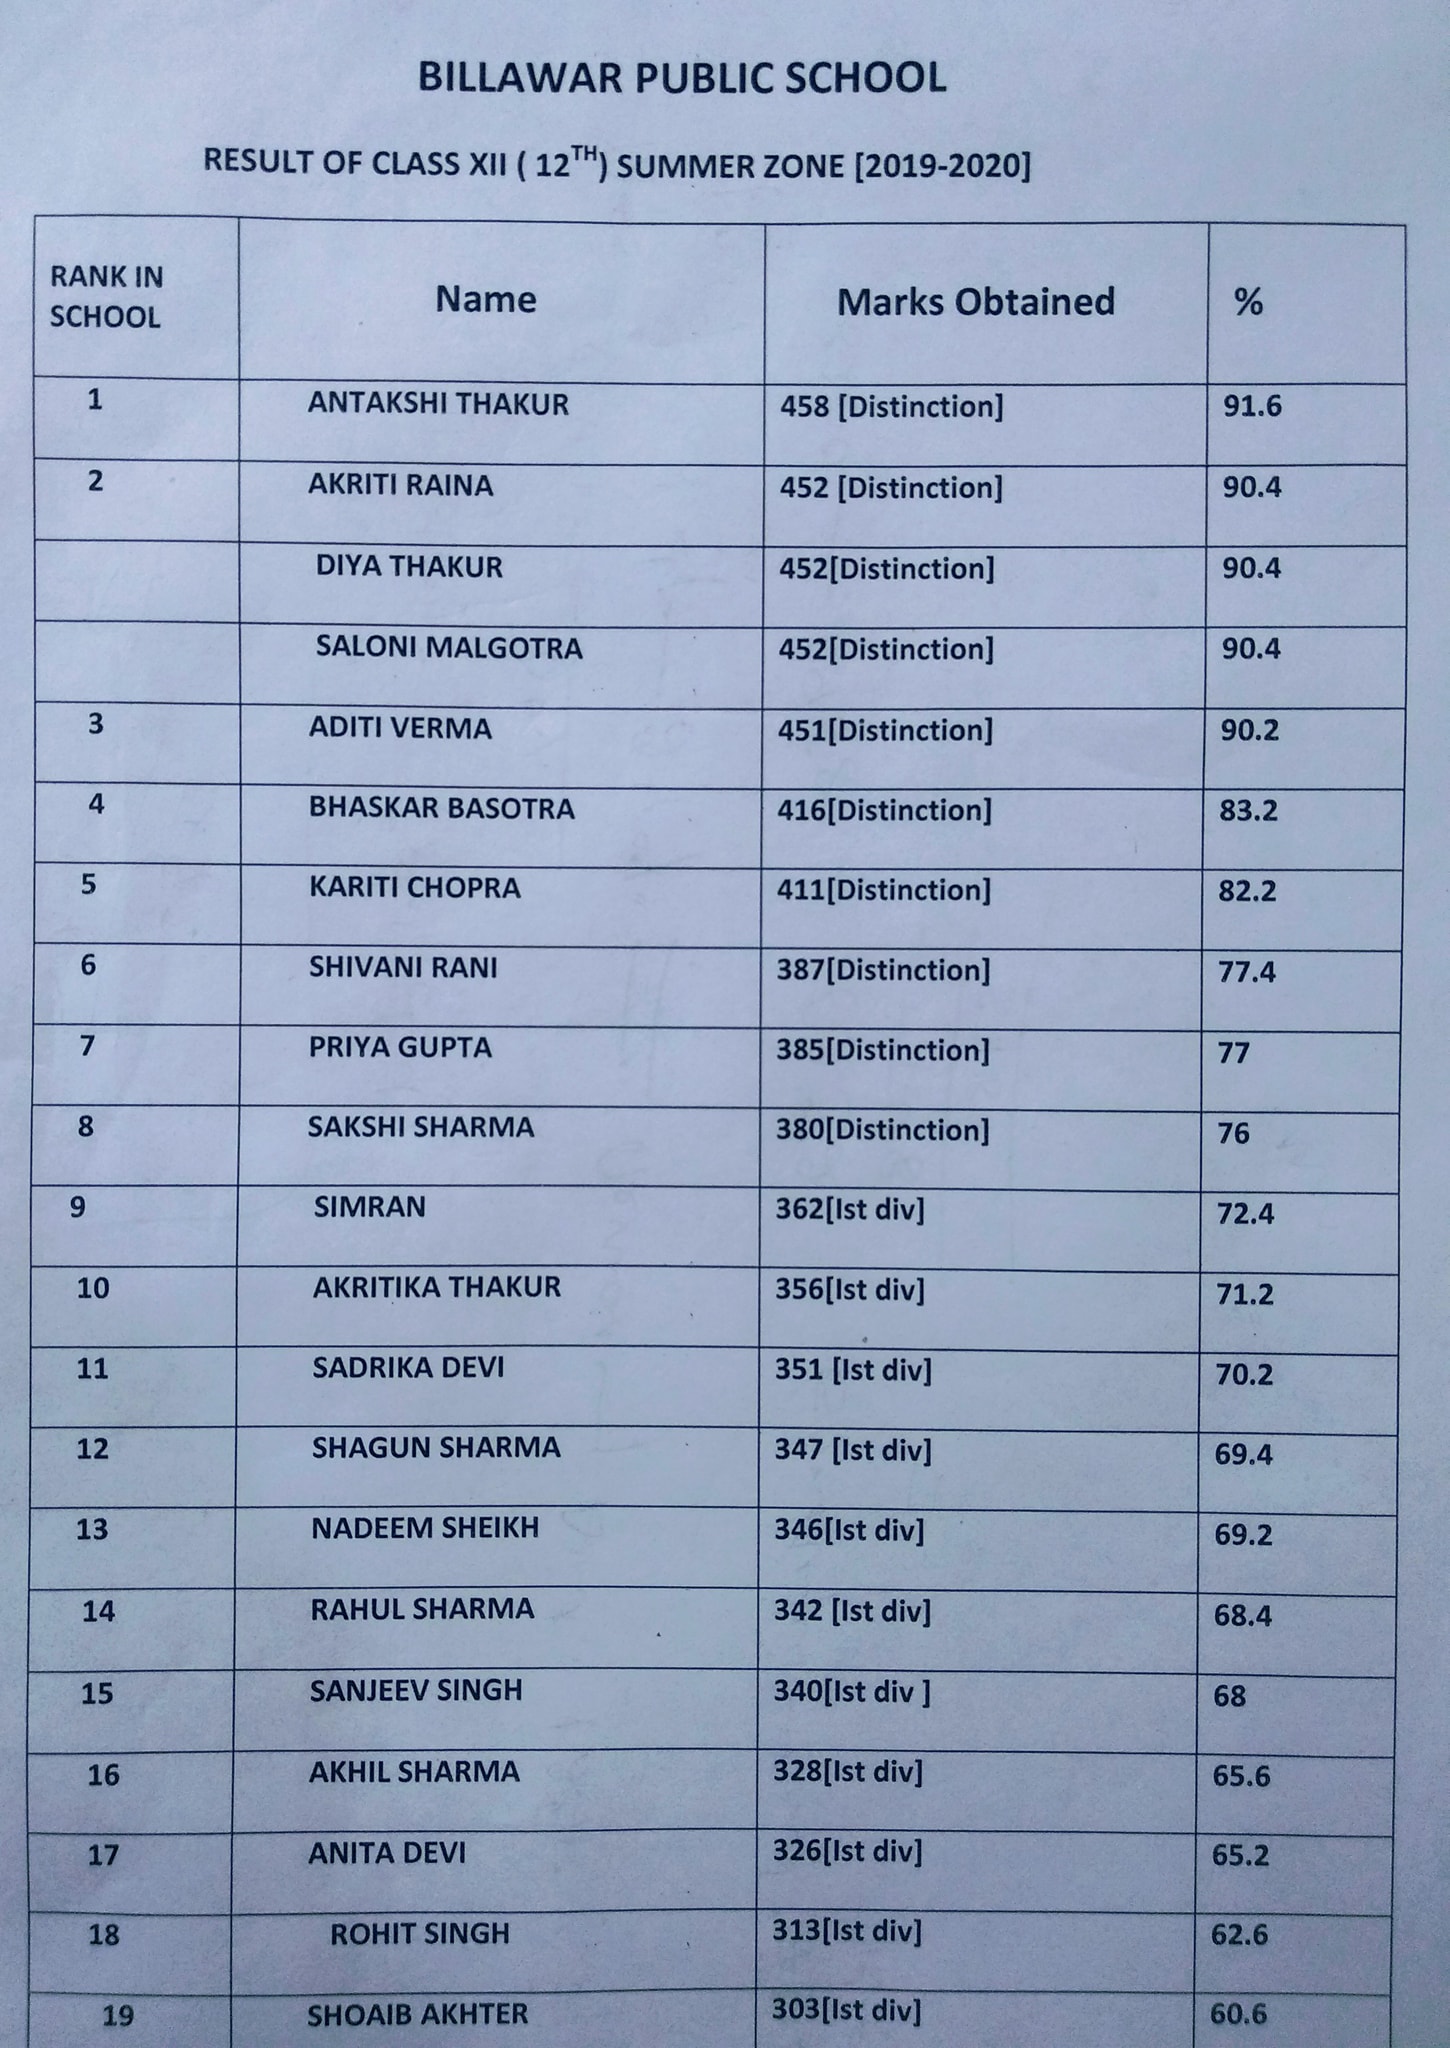 BILLAWAR PUBLIC SCHOOL
RESULT OF CLASS XII ( 12TH) SUMMER ZONE [2019-2020]
RANK IN SCHOOL Name Marks Obtained %
1 ANTAKSHI THAKUR 458 [Distinction] 91.6
2 AKRITI RAINA 452 [Distinction] 90.4
DIYA THAKUR 452[Distinction] 90.4
SALONI MALGOTRA 452[Distinction] 90.4
3 ADITI VERMA 451[Distinction] 90.2
4 BHASKAR BASOTRA 416[Distinction] 83.2
5 KARITI CHOPRA 411[Distinction] 82.2
6 SHIVANI RANI 387[Distinction] 77.4
7 PRIYA GUPTA 385[Distinction] 77
8 SAKSHI SHARMA 380[Distinction] 76
9 SIMRAN 362[Ist div] 72.4
10 AKRITIKA THAKUR 356[Ist div] 71.2
11 SADRIKA DEVI 351 [Ist div] 70.2
12 SHAGUN SHARMA 347 [Ist div] 69.4
13 NADEEM SHEIKH 346[Ist div] 69.2
14 RAHUL SHARMA 342 [Ist div] 68.4
15 SANJEEV SINGH 340[Ist div ] 68
16 AKHIL SHARMA 328[Ist div] 65.6
17 ANITA DEVI 326[Ist div] 65.2
18 ROHIT SINGH 313[Ist div] 62.6
19 SHOAIB AKHTER 303[Ist div] 60.6